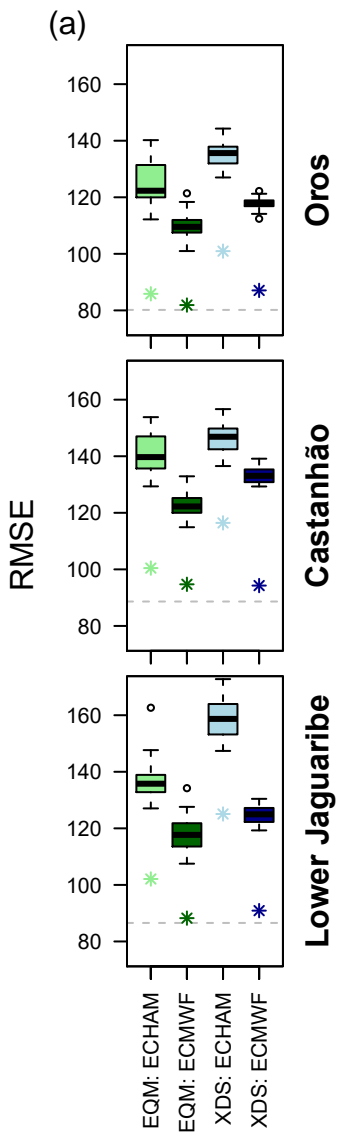 (a)
160
140
120
100
80
Oros
160
140
120
100
80
Castanhão
RMSE
160
140
120
100
80
Lower Jaguaribe
EQM: ECHAM
EQM: ECMWF
XDS: ECHAM
XDS: ECMWF